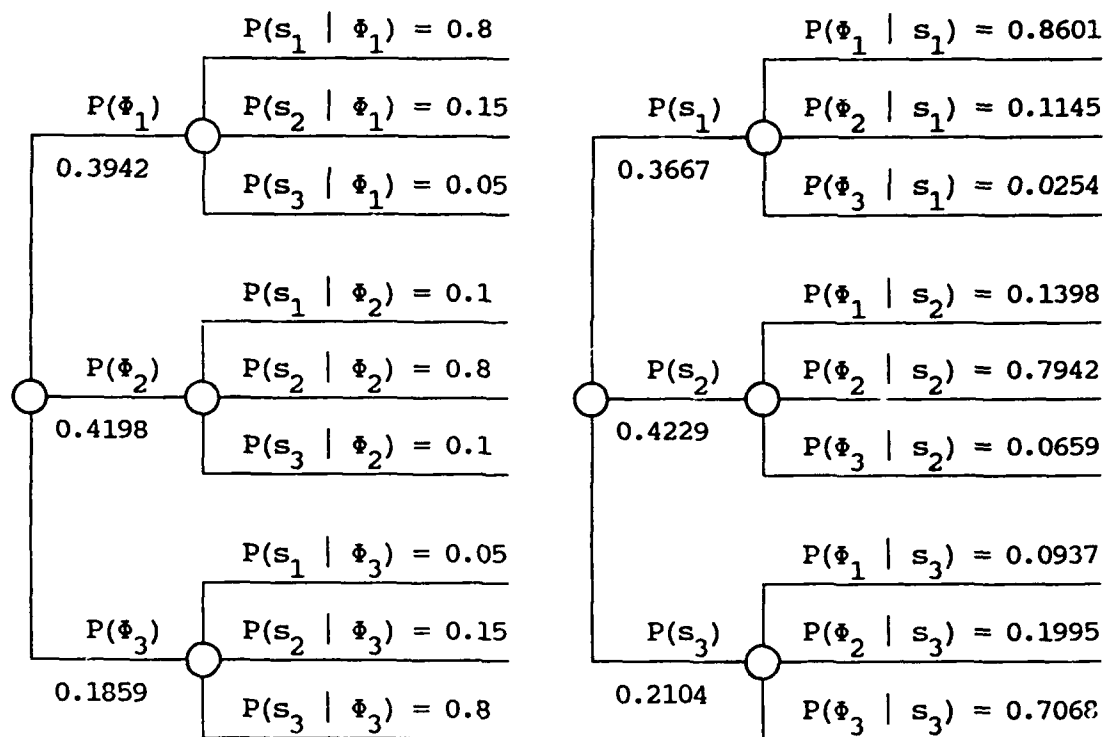 P(s₁ | Φ₁) = 0.8
P(Φ₁)
P(s₂ | Φ₁) = 0.15
0.3942
P(s₃ | Φ₁) = 0.05
P(s₁ | Φ₂) = 0.1
P(Φ₂)
P(s₂ | Φ₂) = 0.8
0.4198
P(s₃ | Φ₂) = 0.1
P(s₁ | Φ₃) = 0.05
P(Φ₃)
P(s₂ | Φ₃) = 0.15
0.1859
P(s₃ | Φ₃) = 0.8
P(Φ₁ | s₁) = 0.8601
P(s₁)
P(Φ₂ | s₁) = 0.1145
0.3667
P(Φ₃ | s₁) = 0.0254
P(Φ₁ | s₂) = 0.1398
P(s₂)
P(Φ₂ | s₂) = 0.7942
0.4229
P(Φ₃ | s₂) = 0.0659
P(Φ₁ | s₃) = 0.0937
P(s₃)
P(Φ₂ | s₃) = 0.1995
0.2104
P(Φ₃ | s₃) = 0.7068